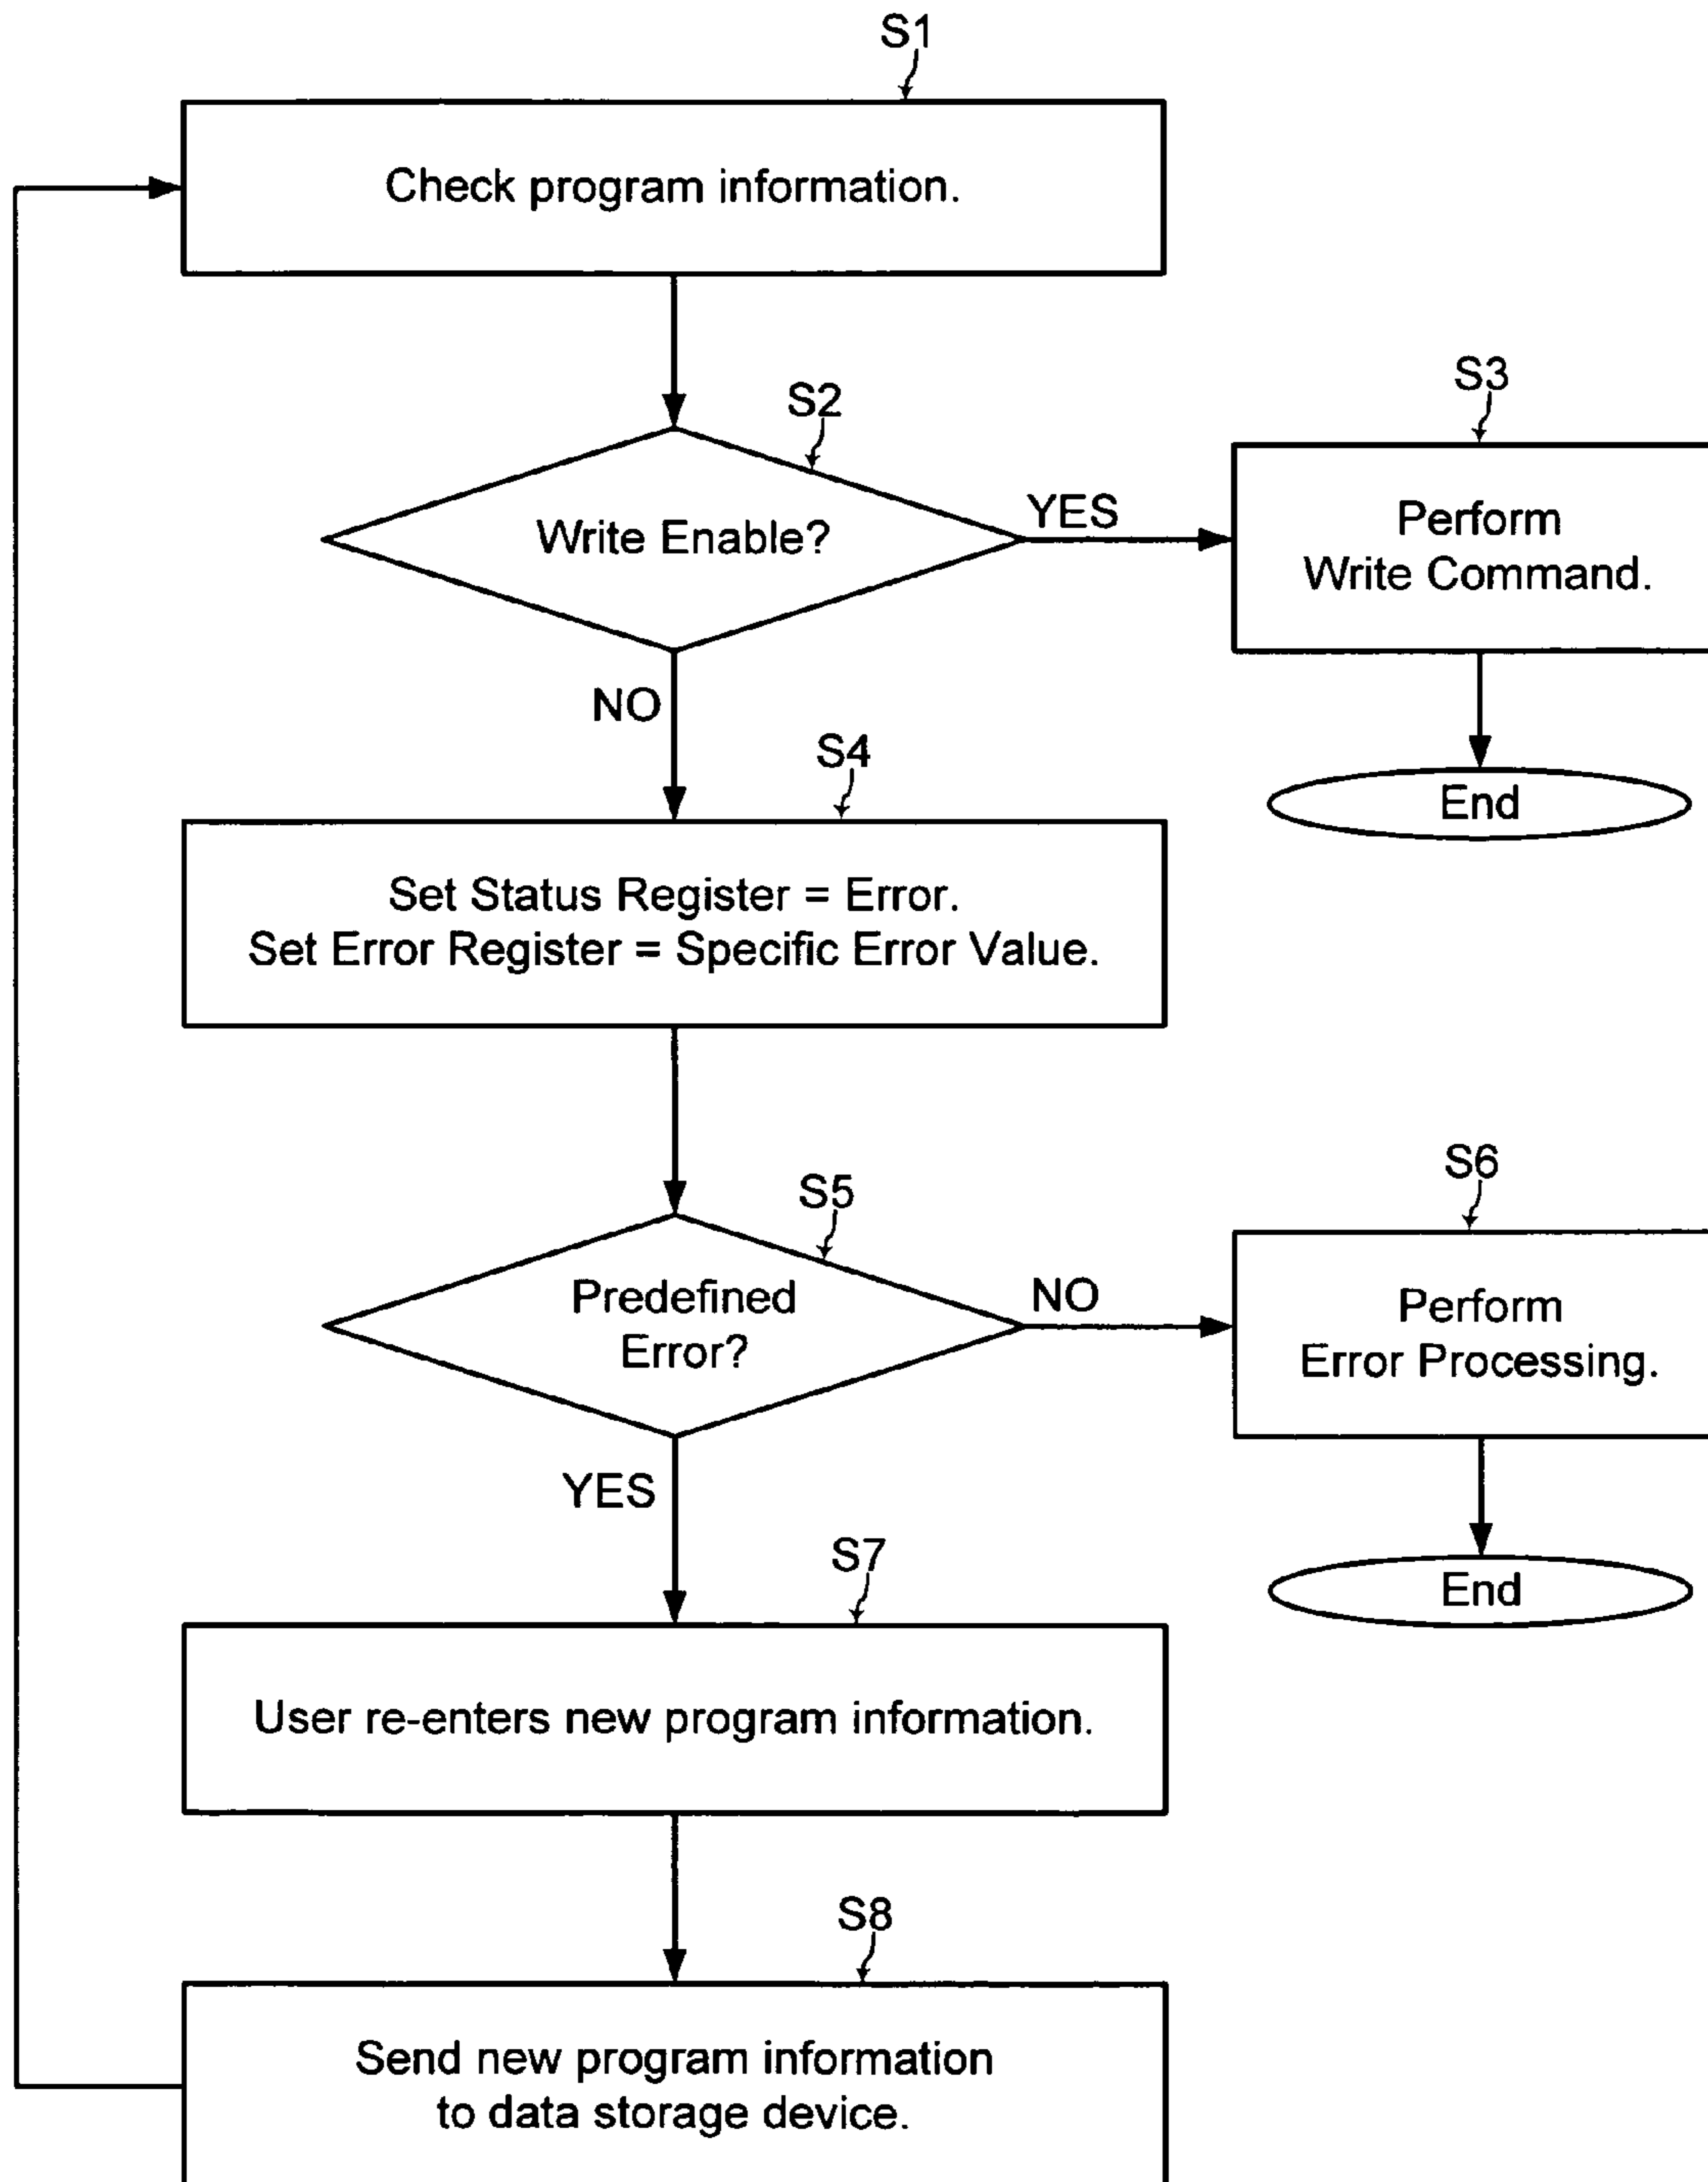 S1
Check program information.
S2
Write Enable?
YES
S3
Perform
Write Command.
End
NO
S4
Set Status Register = Error.
Set Error Register = Specific Error Value.
S5
Predefined
Error?
NO
S6
Perform
Error Processing.
End
YES
S7
User re-enters new program information.
S8
Send new program information
to data storage device.